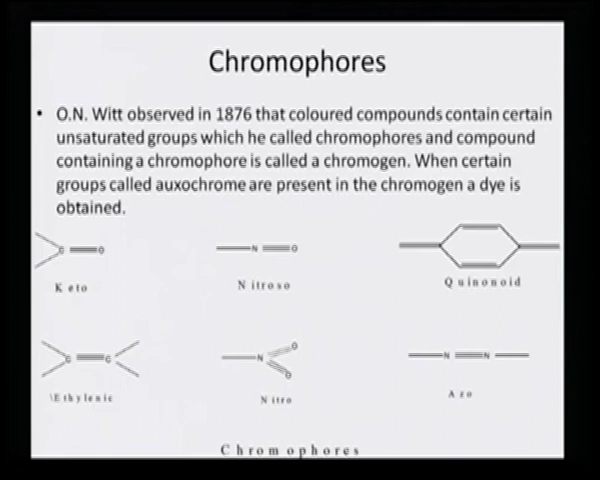 Chromophores
• O.N. Witt observed in 1876 that coloured compounds contain certain
unsaturated groups which he called chromophores and compound
containing a chromophore is called a chromogen. When certain
groups called auxochrome are present in the chromogen a dye is
obtained.
C O
N O
Keto
Nitroso
Quinonoid
C C
N O O
N N
\Ethylenic
Nitro
Azo
Chromophores